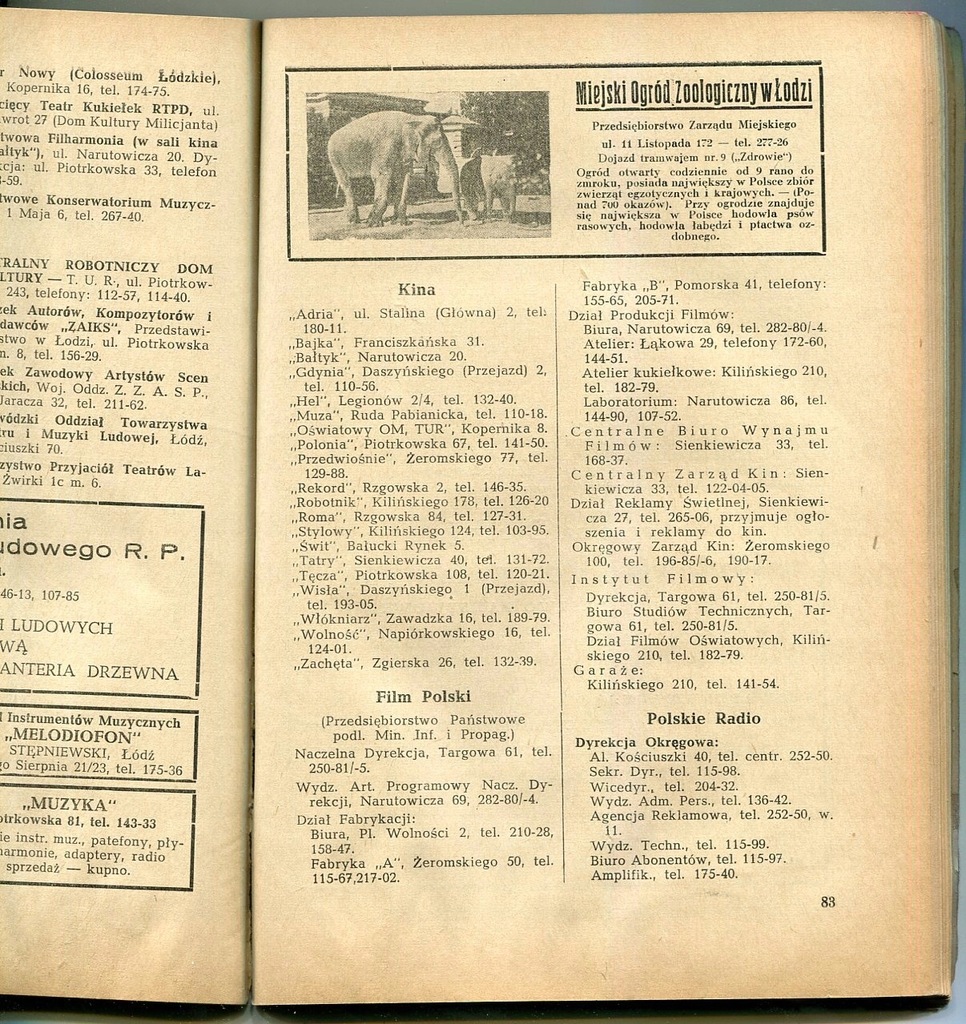 r Nowy (Colosseum Łódzkie),
Kopernika 16, tel. 174-75.
cięcy Teatr Kukiełek RTPD, ul.
wrot 27 (Dom Kultury Milicjanta)
twowa Filharmonia (w sali kina
ałtyk"), ul. Narutowicza 20. Dy-
cja: ul. Piotrkowska 33, telefon
-59.
twowe Konserwatorium Muzycz-
1 Maja 6, tel. 267-40.
TRALNY ROBOTNICZY DOM
LTURY — T. U. R., ul. Piotrkow-
243, telefony: 112-57, 114-40.
zek Autorów, Kompozytorów i
dawców „ZAIKS", Przedstawi-
stwo w Łodzi, ul. Piotrkowska
n. 8, tel. 156-29.
ek Zawodowy Artystów Scen
skich, Woj. Oddz. Z. Z. A. S. P.,
Jaracza 32, tel. 211-62.
wódzki Oddział Towarzystwa
tru i Muzyki Ludowej, Łódź,
ciuszki 70.
zystwo Przyjaciół Teatrów La-
Żwirki 1c m. 6.
nia
udowego R. P.
46-13, 107-85
I LUDOWYCH
WĄ
ANTERIA DRZEWNA
l Instrumentów Muzycznych
„MELODIOFON"
STĘPNIEWSKI, Łódź
go Sierpnia 21/23, tel. 175-36
„MUZYKA"
otrkowska 81, tel. 143-33
ie instr. muz., patefony, pły-
harmonie, adaptery, radio
sprzedaż — kupno.
Miejski Ogród Zoologiczny w Łodzi
Przedsiębiorstwo Zarządu Miejskiego
ul. 11 Listopada 172 — tel. 277-26
Dojazd tramwajem nr. 9 („Zdrowie")
Ogród otwarty codziennie od 9 rano do
zmroku, posiada największy w Polsce zbiór
zwierząt egzotycznych i krajowych. — (Po-
nad 700 okazów). Przy ogrodzie znajduje
się największa w Polsce hodowla psów
rasowych, hodowla łabędzi i ptactwa oz-
dobnego.
Kina
„Adria", ul. Stalina (Główna) 2, tel:
180-11.
„Bajka", Franciszkańska 31.
„Bałtyk", Narutowicza 20.
„Gdynia", Daszyńskiego (Przejazd) 2,
tel. 110-56.
„Hel", Legionów 2/4, tel. 132-40.
„Muza", Ruda Pabianicka, tel. 110-18.
„Oświatowy OM, TUR", Kopernika 8.
„Polonia", Piotrkowska 67, tel. 141-50.
„Przedwiośnie", Żeromskiego 77, tel.
129-88.
„Rekord", Rzgowska 2, tel. 146-35.
„Robotnik", Kilińskiego 178, tel. 126-20
„Roma", Rzgowska 84, tel. 127-31.
„Stylowy", Kilińskiego 124, tel. 103-95.
„Świt", Bałucki Rynek 5.
„Tatry", Sienkiewicza 40, tel. 131-72.
„Tęcza", Piotrkowska 108, tel. 120-21.
„Wisła", Daszyńskiego 1 (Przejazd),
tel. 193-05.
„Włókniarz", Zawadzka 16, tel. 189-79.
„Wolność", Napiórkowskiego 16, tel.
124-01.
„Zachęta", Zgierska 26, tel. 132-39.
Film Polski
(Przedsiębiorstwo Państwowe
podl. Min. Inf. i Propag.)
Naczelna Dyrekcja, Targowa 61, tel.
250-81/-5.
Wydz. Art. Programowy Nacz. Dy-
rekcji, Narutowicza 69, 282-80/-4.
Dział Fabrykacji:
Biura, Pl. Wolności 2, tel. 210-28,
158-47.
Fabryka „A", Żeromskiego 50, tel.
115-67,217-02.
Fabryka „B", Pomorska 41, telefony:
155-65, 205-71.
Dział Produkcji Filmów:
Biura, Narutowicza 69, tel. 282-80/-4.
Atelier: Łąkowa 29, telefony 172-60,
144-51.
Atelier kukiełkowe: Kilińskiego 210,
tel. 182-79.
Laboratorium: Narutowicza 86, tel.
144-90, 107-52.
Centralne Biuro Wynajmu
Filmów: Sienkiewicza 33, tel.
168-37.
Centralny Zarząd Kin: Sien-
kiewicza 33, tel. 122-04-05.
Dział Reklamy Świetlnej, Sienkiewi-
cza 27, tel. 265-06, przyjmuje ogło-
szenia i reklamy do kin.
Okręgowy Zarząd Kin: Żeromskiego
100, tel. 196-85/-6, 190-17.
Instytut Filmowy:
Dyrekcja, Targowa 61, tel. 250-81/5.
Biuro Studiów Technicznych, Tar-
gowa 61, tel. 250-81/5.
Dział Filmów Oświatowych, Kiliń-
skiego 210, tel. 182-79.
Garaże:
Kilińskiego 210, tel. 141-54.
Polskie Radio
Dyrekcja Okręgowa:
Al. Kościuszki 40, tel. centr. 252-50.
Sekr. Dyr., tel. 115-98.
Wicedyr., tel. 204-32.
Wydz. Adm. Pers., tel. 136-42.
Agencja Reklamowa, tel. 252-50, w.
11.
Wydz. Techn., tel. 115-99.
Biuro Abonentów, tel. 115-97.
Amplifik., tel. 175-40.
83